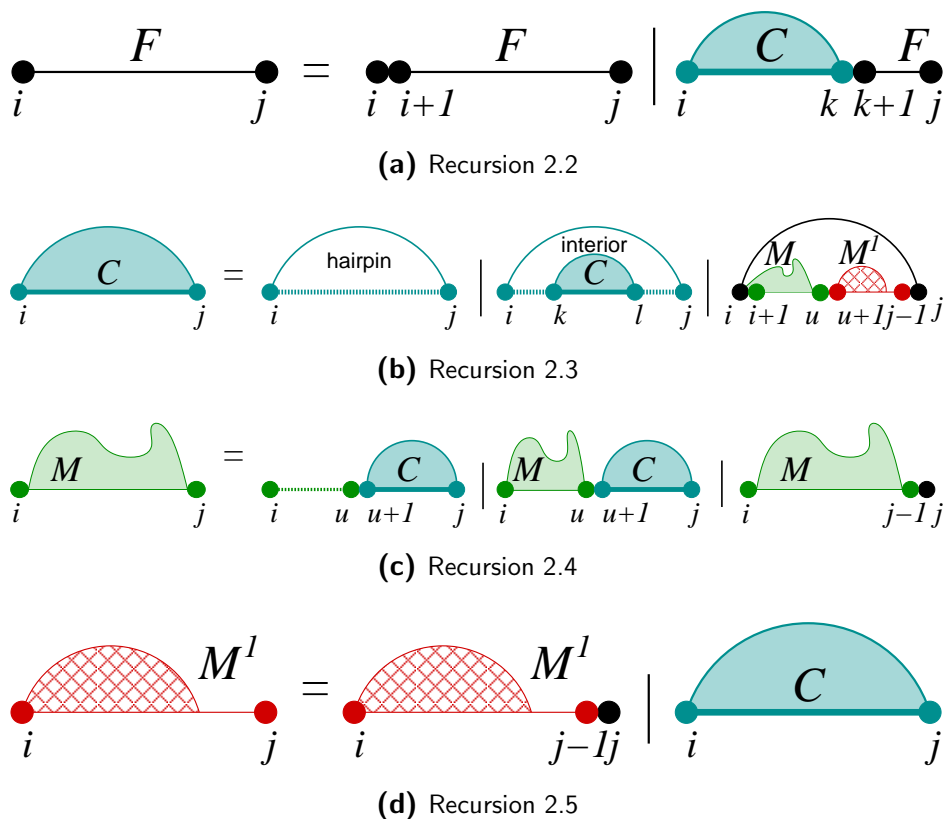 F = F | C F
i j i i+1 j i k k+1 j
(a) Recursion 2.2
C = hairpin | interior C | M M¹
i j i j i k l i j i i+1 u u+1 j−1 j
(b) Recursion 2.3
M = C | M C | M
i j i u u+1 j i u u+1 j i j−1 j
(c) Recursion 2.4
M¹ = M¹ | C
i j i j−1 j i j
(d) Recursion 2.5